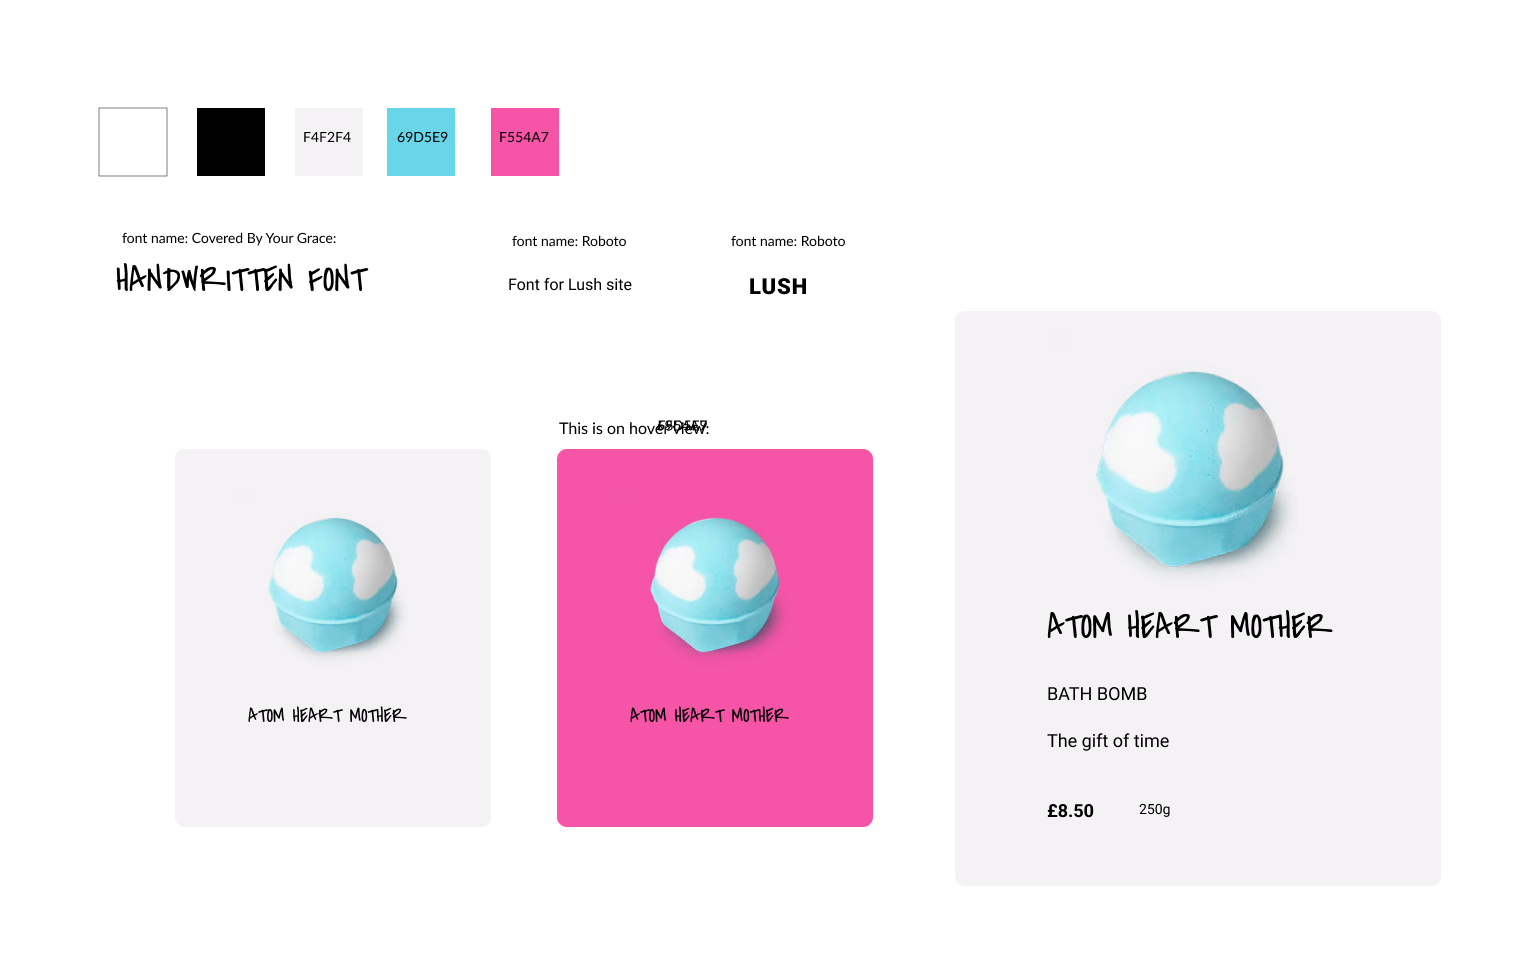 F4F2F4
69D5E9
F554A7
font name: Covered By Your Grace:
HANDWRITTEN FONT
font name: Roboto
Font for Lush site
font name: Roboto
LUSH
This is on hover view:
ATOM HEART MOTHER
ATOM HEART MOTHER
ATOM HEART MOTHER
BATH BOMB
The gift of time
£8.50 250g